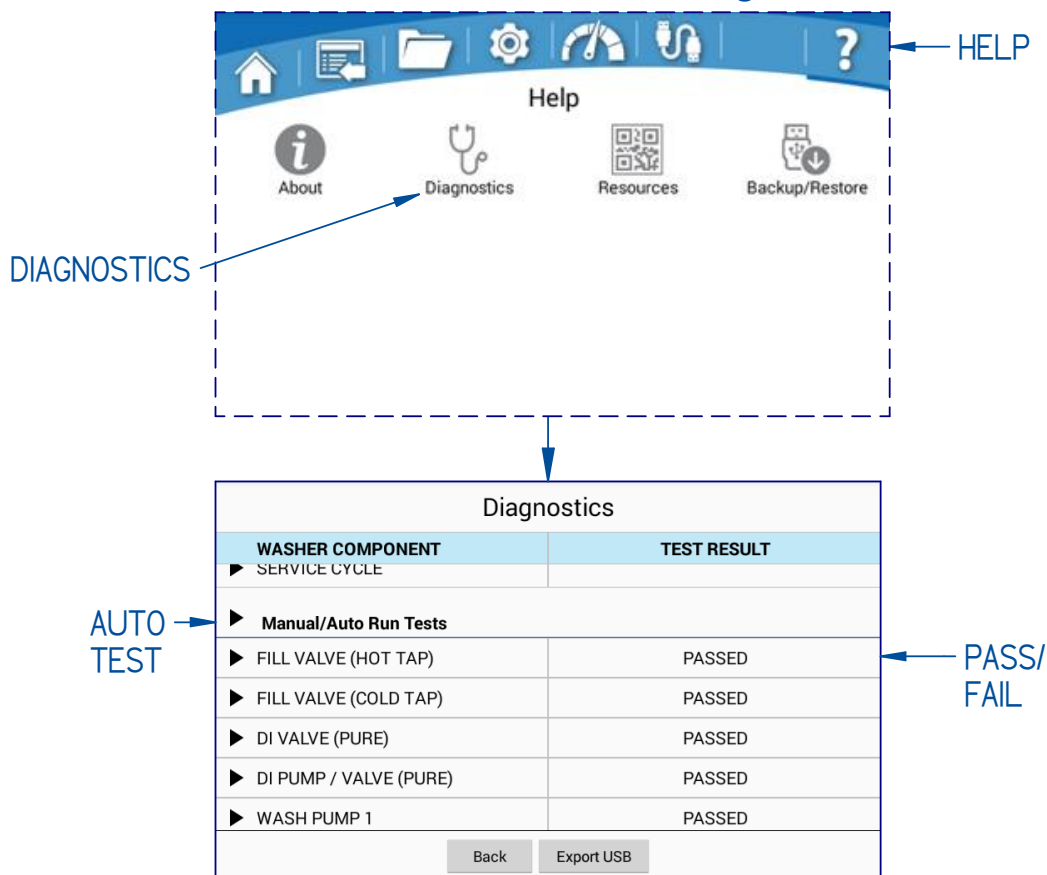 ?
HELP
Help
i
About
Diagnostics
Resources
Backup/Restore
DIAGNOSTICS
Diagnostics
WASHER COMPONENT TEST RESULT
SERVICE CYCLE
AUTO
TEST
Manual/Auto Run Tests
FILL VALVE (HOT TAP) PASSED
PASS/
FAIL
FILL VALVE (COLD TAP) PASSED
DI VALVE (PURE) PASSED
DI PUMP / VALVE (PURE) PASSED
WASH PUMP 1 PASSED
Back Export USB